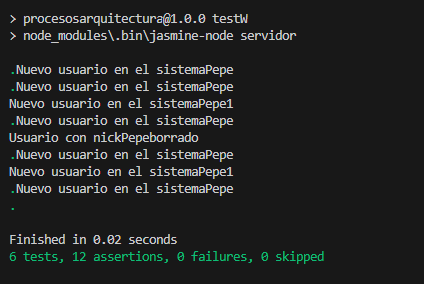 > procesosarquitectura@1.0.0 testW
> node_modules\.bin\jasmine-node servidor
.Nuevo usuario en el sistemaPepe
.Nuevo usuario en el sistemaPepe
Nuevo usuario en el sistemaPepe1
.Nuevo usuario en el sistemaPepe
Usuario con nickPepeborrado
.Nuevo usuario en el sistemaPepe
Nuevo usuario en el sistemaPepe1
.Nuevo usuario en el sistemaPepe
.
Finished in 0.02 seconds
6 tests, 12 assertions, 0 failures, 0 skipped